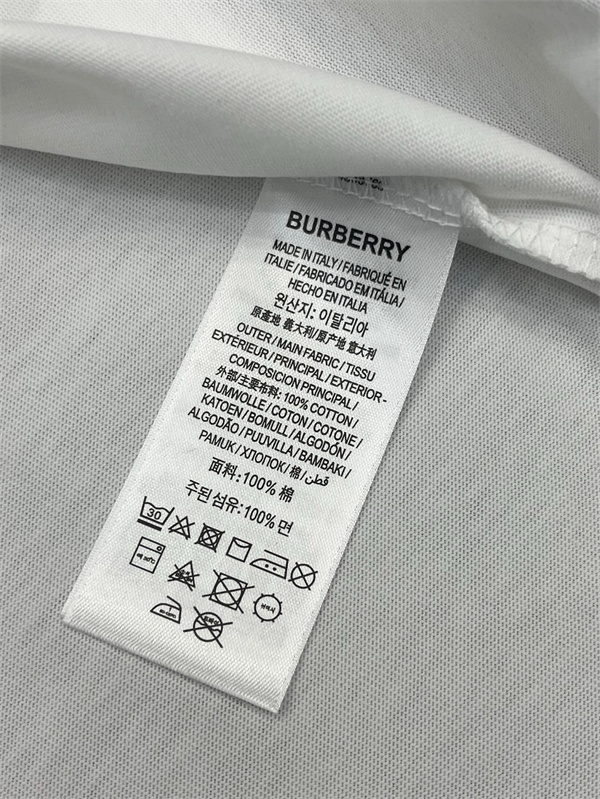 BURBERRY
MADE IN ITALY / FABRIQUÉ EN
ITALIE / FABRICADO EM ITÁLIA /
HECHO EN ITALIA
원산지: 이탈리아
原產地 義大利/原产地 意大利
OUTER / MAIN FABRIC / TISSU
EXTÉRIEUR / PRINCIPAL / EXTERIOR -
COMPOSICION PRINCIPAL /
外部/主要布料: 100% COTTON /
BAUMWOLLE / COTON / COTONE /
KATOEN / BOMULL / ALGODÓN /
ALGODÃO / PUUVILLA / BAMBAKI /
PAMUK / ХЛОПОК / 棉 / قطن
面料: 100% 棉
주된 섬유: 100% 면
30